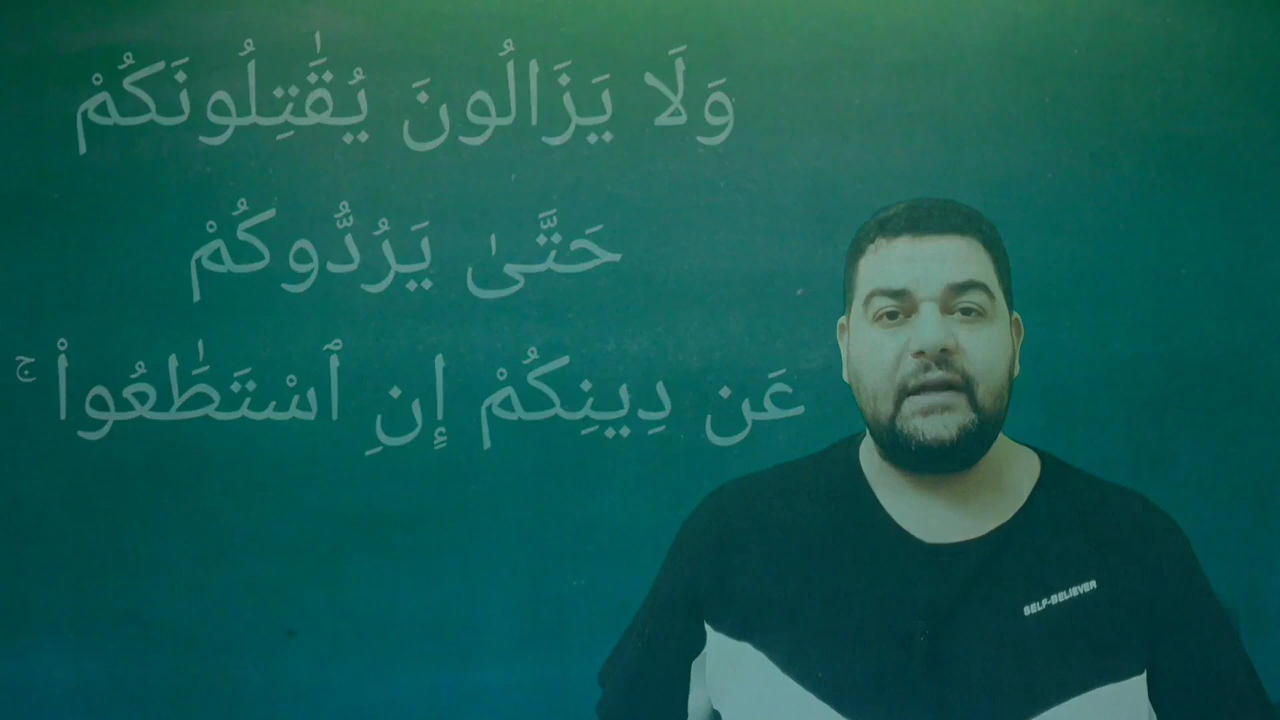 وَلَا يَزَالُونَ يُقَٰتِلُونَكُمْ
حَتَّىٰ يَرُدُّوكُمْ
عَن دِينِكُمْ إِنِ ٱسْتَطَٰعُوا۟ ۚ
SELF-BELIEVER